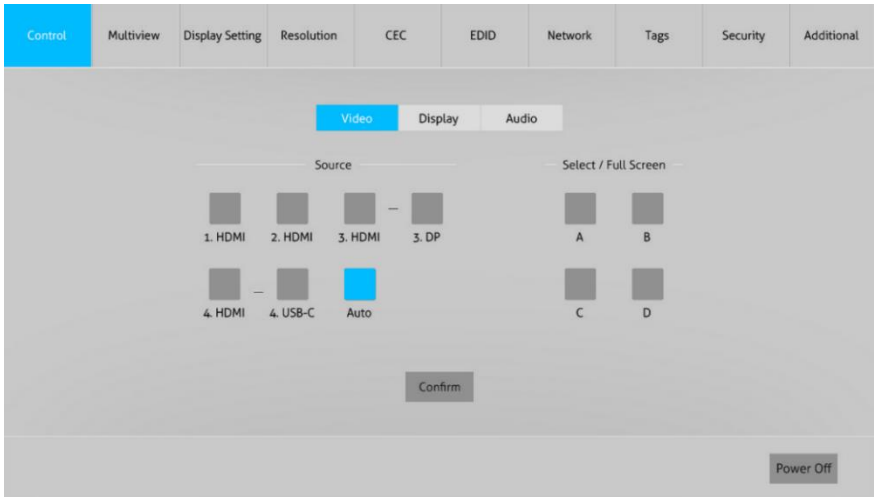 Control Multiview Display Setting Resolution CEC EDID Network Tags Security Additional
Video Display Audio
Source Select / Full Screen
1. HDMI 2. HDMI 3. HDMI – 3. DP A B
4. HDMI – 4. USB-C Auto C D
Confirm
Power Off